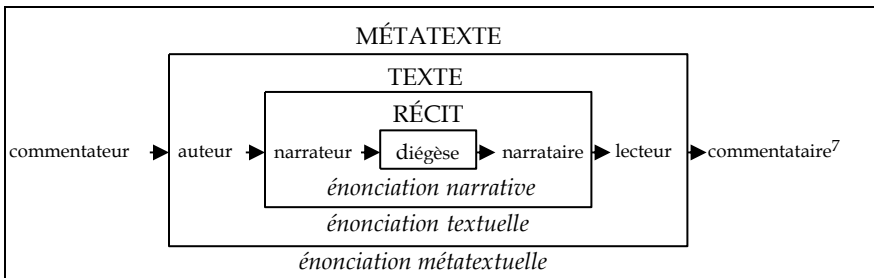 MÉTATEXTE
TEXTE
RÉCIT
commentateur auteur narrateur diégèse narrataire lecteur commentataire⁷
énonciation narrative
énonciation textuelle
énonciation métatextuelle